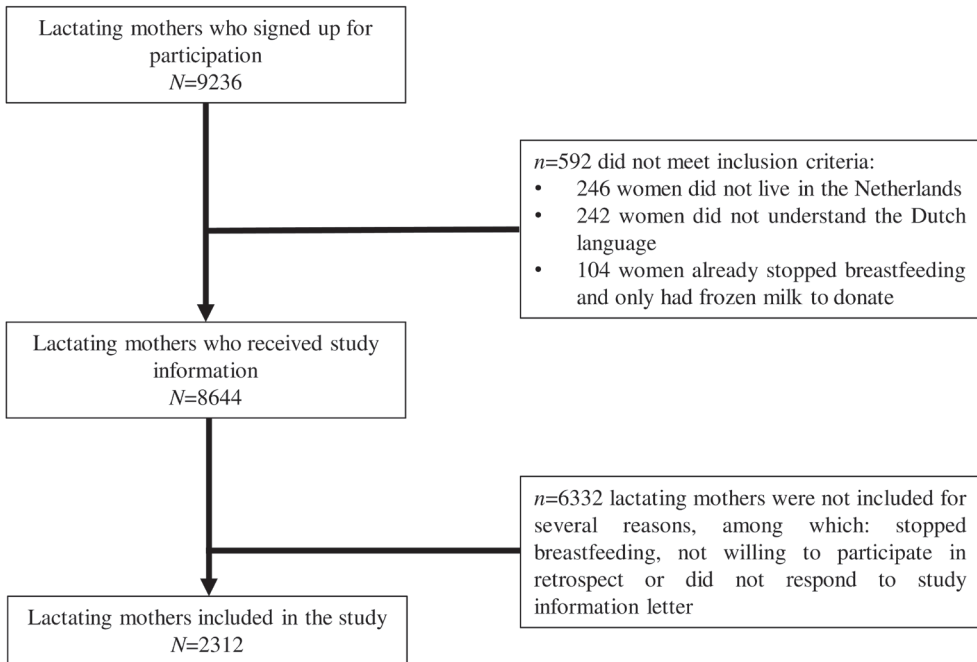 Lactating mothers who signed up for
participation
N=9236
n=592 did not meet inclusion criteria:
• 246 women did not live in the Netherlands
• 242 women did not understand the Dutch
language
• 104 women already stopped breastfeeding
and only had frozen milk to donate
Lactating mothers who received study
information
N=8644
n=6332 lactating mothers were not included for
several reasons, among which: stopped
breastfeeding, not willing to participate in
retrospect or did not respond to study
information letter
Lactating mothers included in the study
N=2312